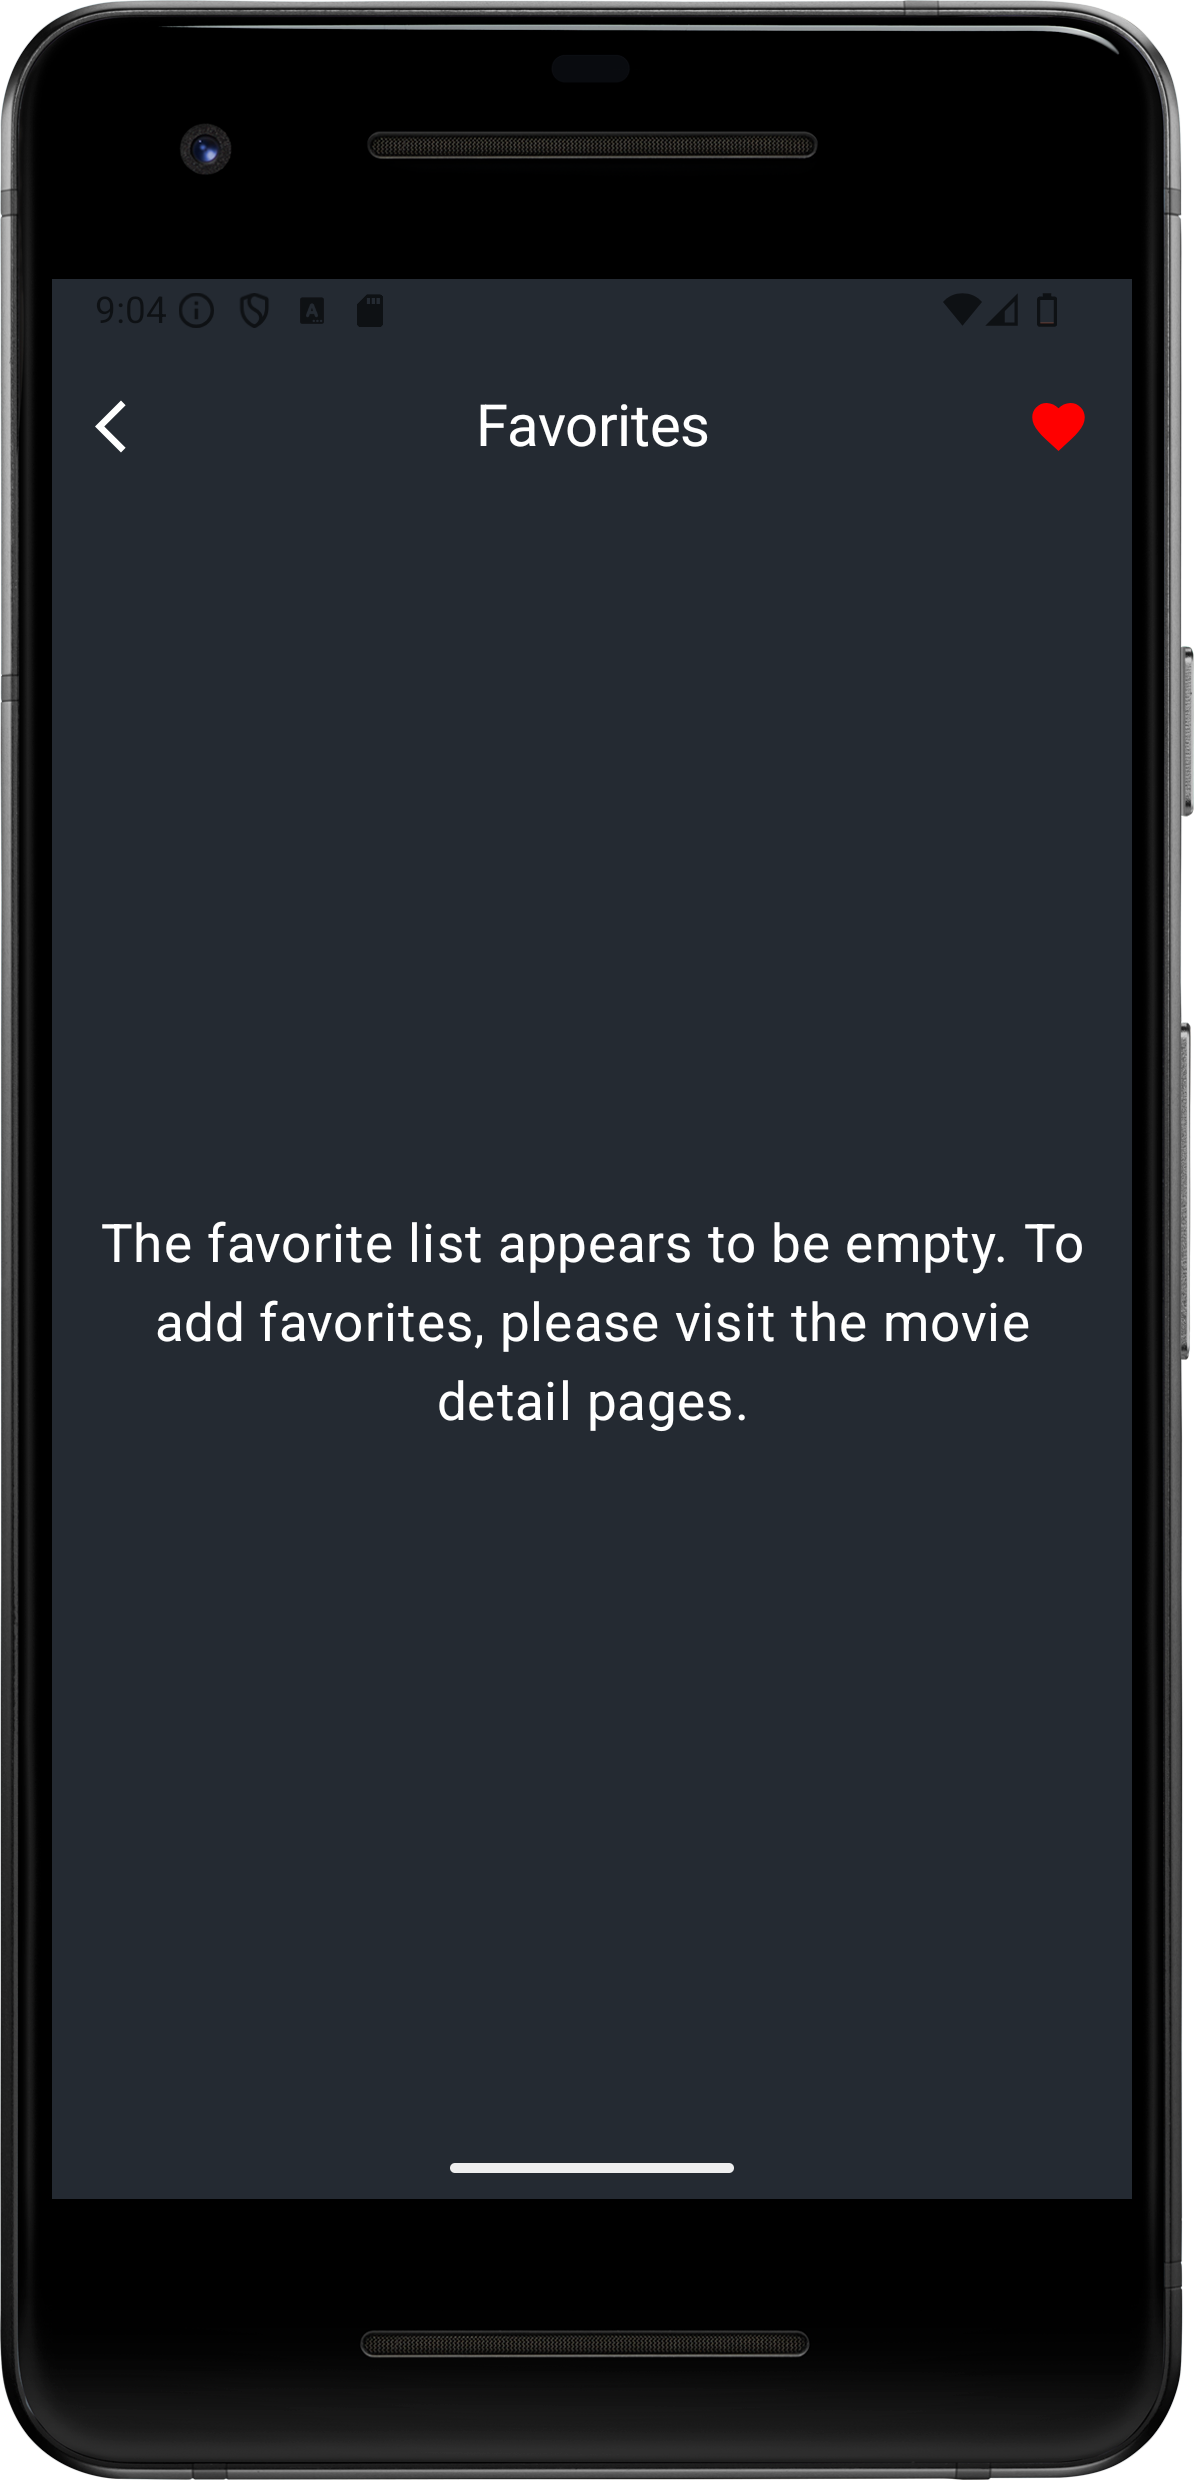 9:04
Favorites
The favorite list appears to be empty. To
add favorites, please visit the movie
detail pages.